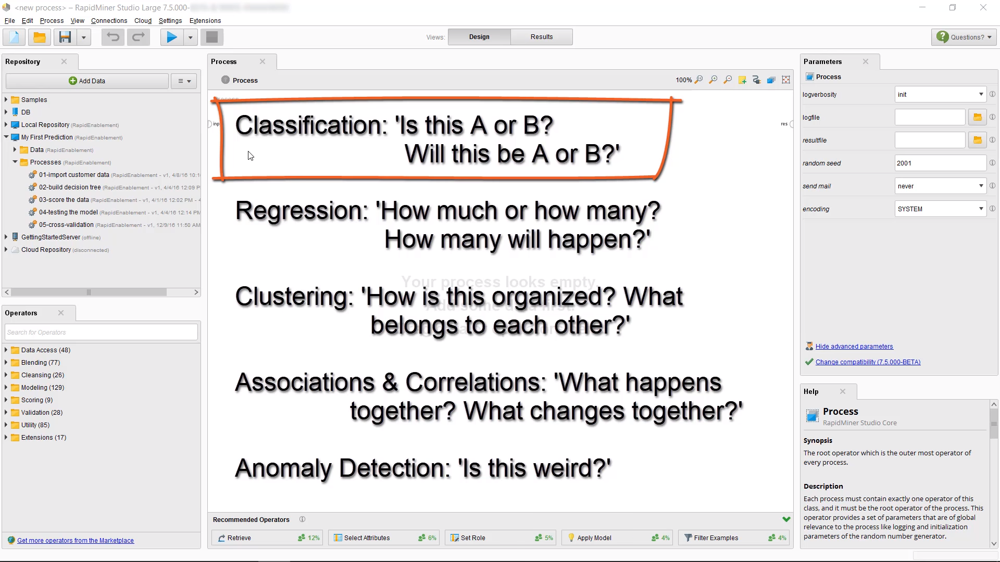 <new process> – RapidMiner Studio Large 7.5.000-
File Edit Process View Connections Cloud Settings Extensions
Views: Design Results
Questions?
Repository
Add Data
Samples
DB
Local Repository (RapidEnablement)
My First Prediction (RapidEnablement)
Data (RapidEnablement)
Processes (RapidEnablement)
01-import customer data (RapidEnablement - v1, 4/8/16 10:1
02-build decision tree (RapidEnablement - v1, 4/4/16 12:09 P
03-score the data (RapidEnablement - v1, 4/1/16 12:02 PM - 4
04-testing the model (RapidEnablement - v1, 4/4/16 12:14 PM
05-cross-validation (RapidEnablement - v1, 12/9/16 11:50 AM
GettingStartedServer (offline)
Cloud Repository (disconnected)
Operators
Search for Operators
Data Access (48)
Blending (77)
Cleansing (26)
Modeling (129)
Scoring (9)
Validation (28)
Utility (85)
Extensions (17)
Get more operators from the Marketplace
Process
Process
100%
Process
inp
res
Classification: 'Is this A or B?
Will this be A or B?'
Regression: 'How much or how many?
How many will happen?'
Your process looks empty.
Clustering: 'How is this organized? What
Add some data first.
belongs to each other?'
Associations & Correlations: 'What happens
together? What changes together?'
Anomaly Detection: 'Is this weird?'
Recommended Operators
Retrieve 12%
Select Attributes 6%
Set Role 5%
Apply Model 4%
Filter Examples 4%
Parameters
Process
logverbosity init
logfile
resultfile
random seed 2001
send mail never
encoding SYSTEM
Hide advanced parameters
Change compatibility (7.5.000-BETA)
Help
Process
RapidMiner Studio Core
Synopsis
The root operator which is the outer most operator of
every process.
Description
Each process must contain exactly one operator of this
class, and it must be the root operator of the process. This
operator provides a set of parameters that are of global
relevance to the process like logging and initialization
parameters of the random number generator.